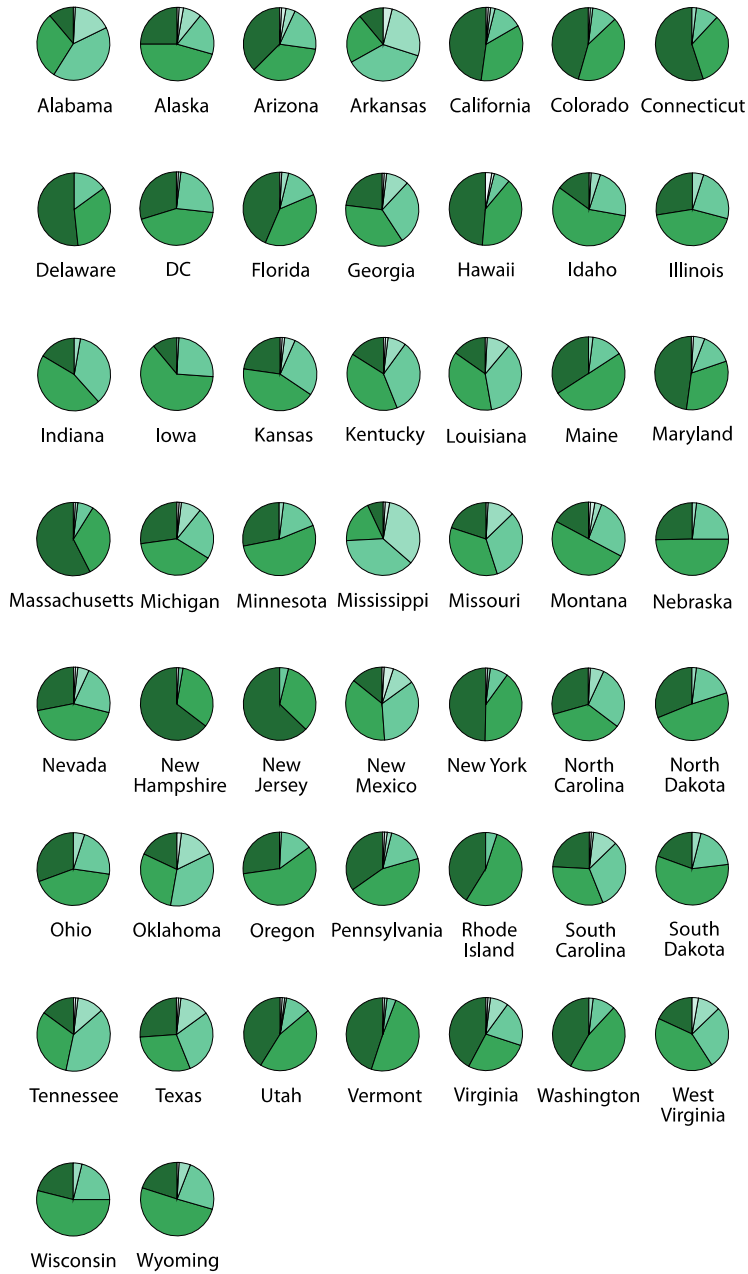 Alabama
Alaska
Arizona
Arkansas
California
Colorado
Connecticut
Delaware
DC
Florida
Georgia
Hawaii
Idaho
Illinois
Indiana
Iowa
Kansas
Kentucky
Louisiana
Maine
Maryland
Massachusetts
Michigan
Minnesota
Mississippi
Missouri
Montana
Nebraska
Nevada
New
Hampshire
New
Jersey
New
Mexico
New York
North
Carolina
North
Dakota
Ohio
Oklahoma
Oregon
Pennsylvania
Rhode
Island
South
Carolina
South
Dakota
Tennessee
Texas
Utah
Vermont
Virginia
Washington
West
Virginia
Wisconsin
Wyoming